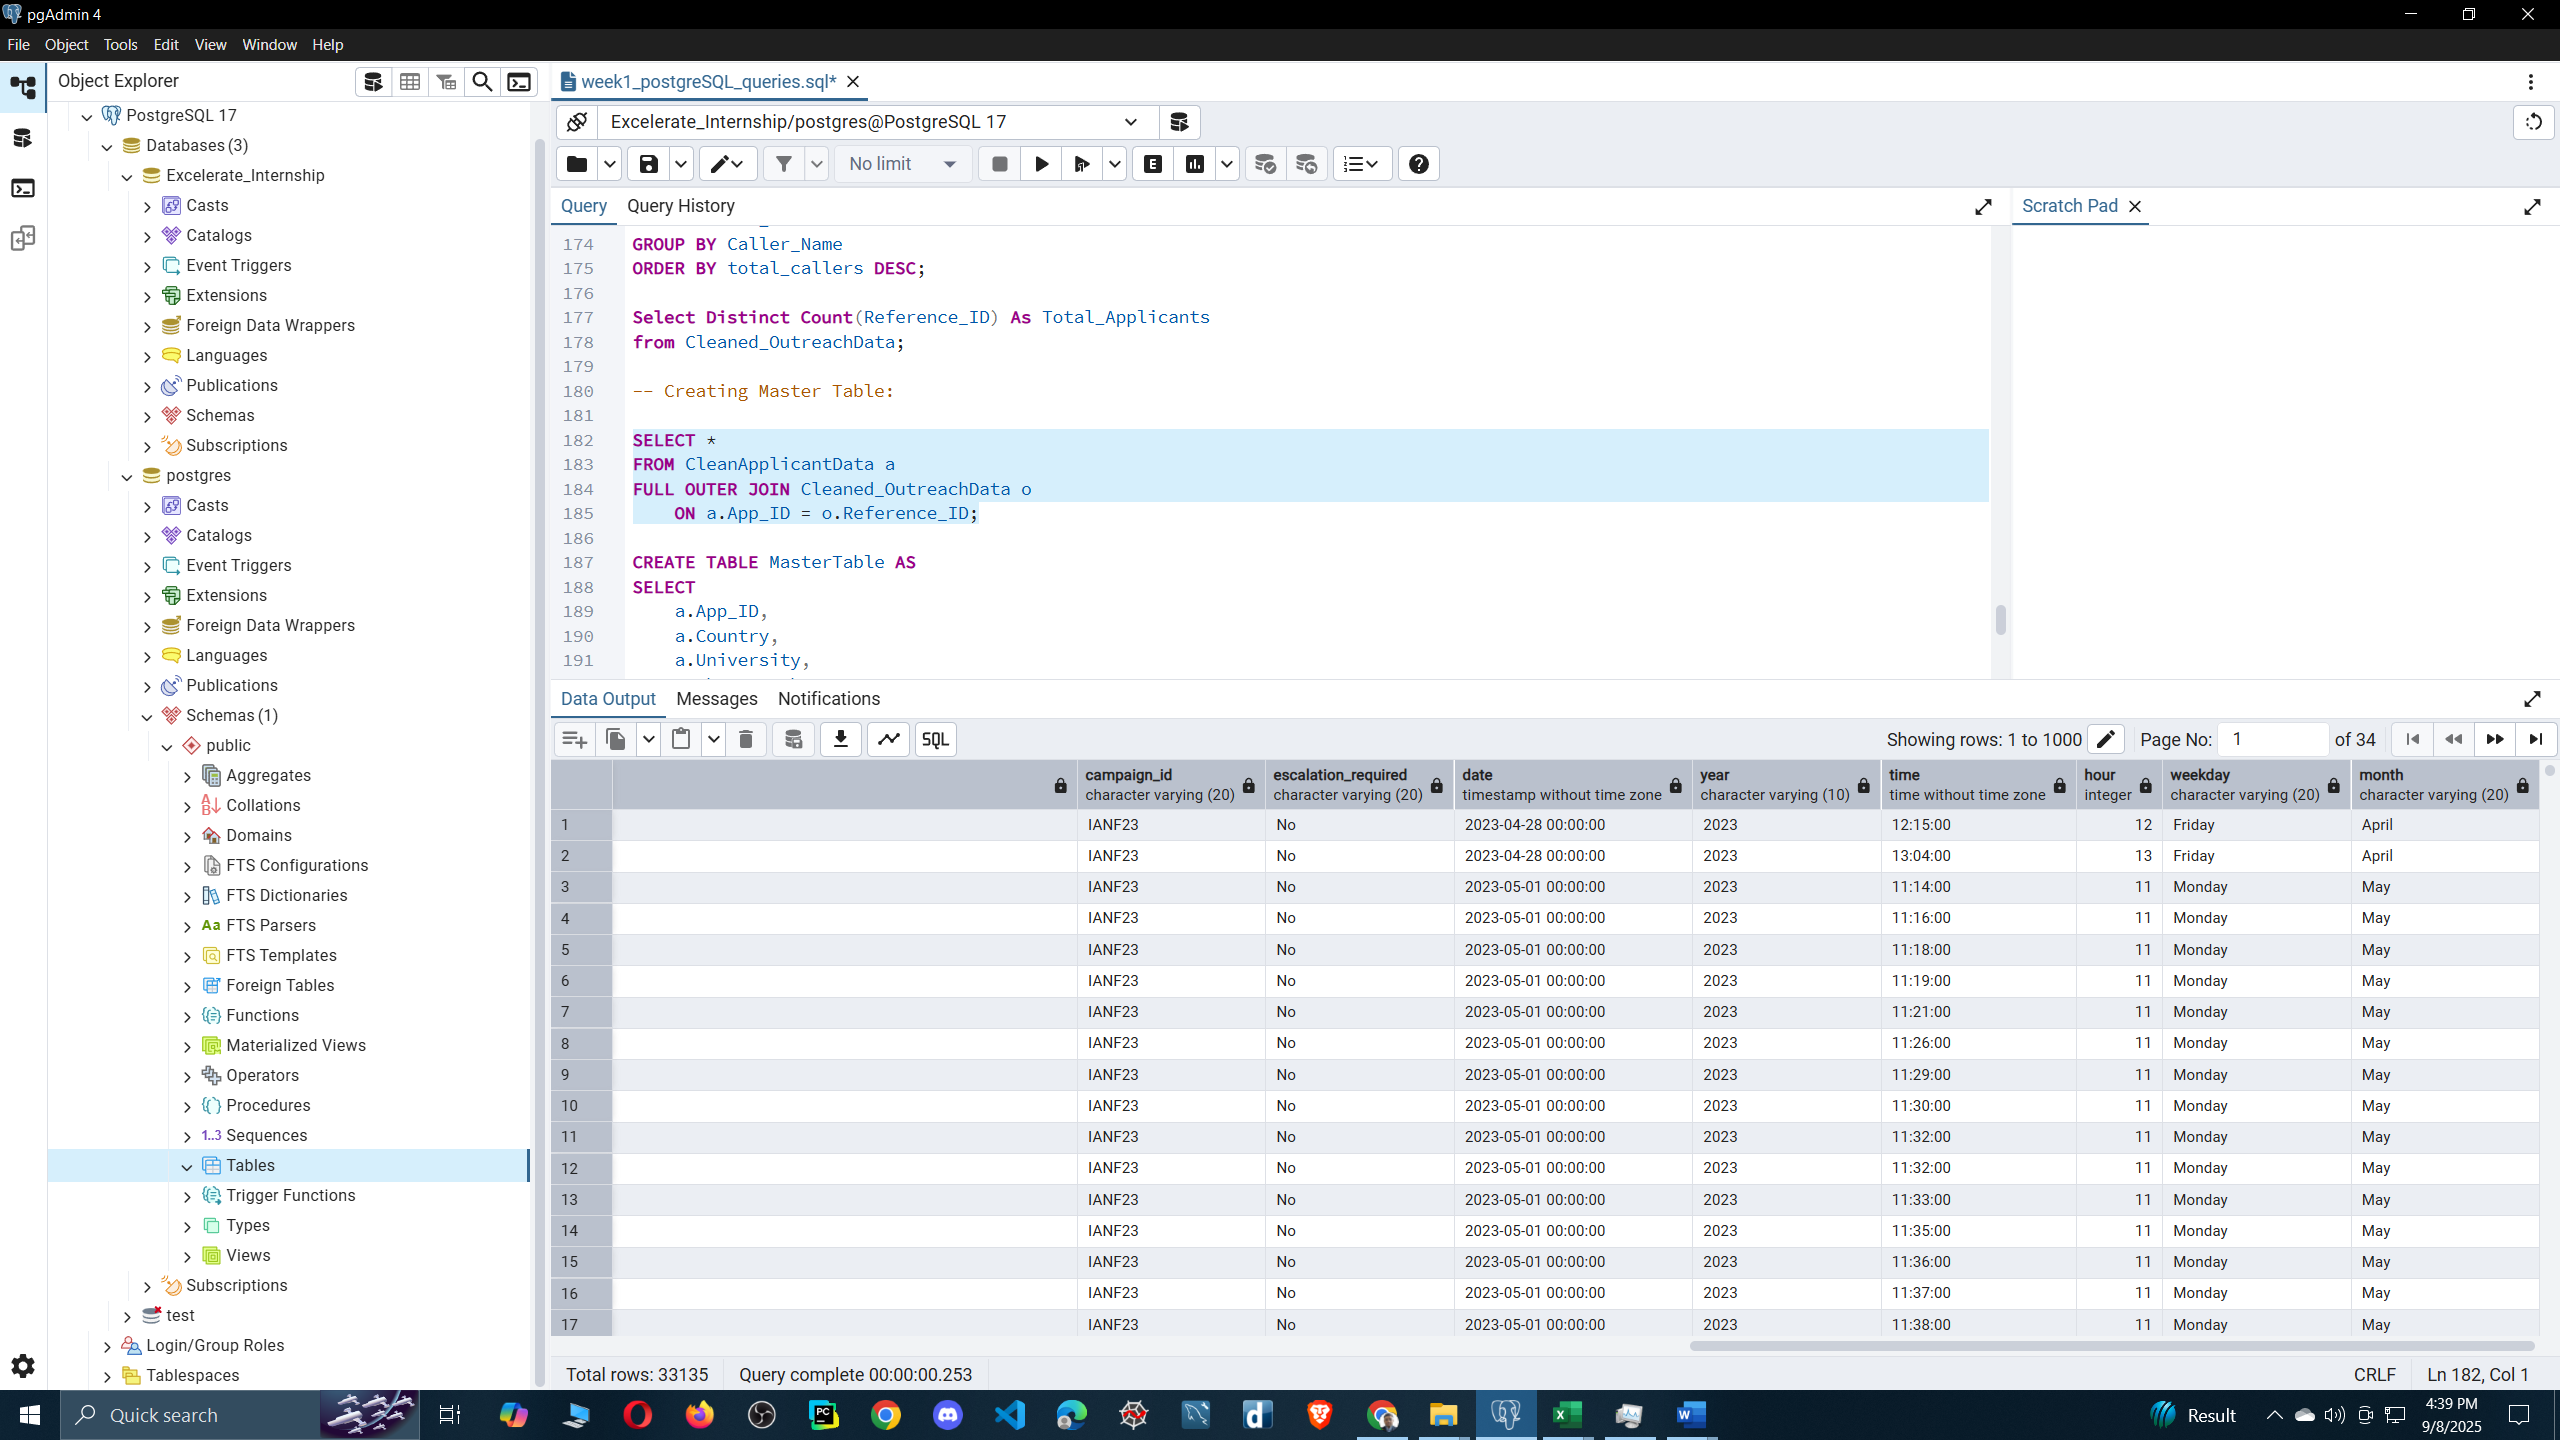 pgAdmin 4
File Object Tools Edit View Window Help
Object Explorer
PostgreSQL 17
Databases (3)
Excelerate_Internship
Casts
Catalogs
Event Triggers
Extensions
Foreign Data Wrappers
Languages
Publications
Schemas
Subscriptions
postgres
Casts
Catalogs
Event Triggers
Extensions
Foreign Data Wrappers
Languages
Publications
Schemas (1)
public
Aggregates
Collations
Domains
FTS Configurations
FTS Dictionaries
FTS Parsers
FTS Templates
Foreign Tables
Functions
Materialized Views
Operators
Procedures
1..3 Sequences
Tables
Trigger Functions
Types
Views
Subscriptions
test
Login/Group Roles
Tablespaces
week1_postgreSQL_queries.sql*
Excelerate_Internship/postgres@PostgreSQL 17
No limit
Query Query History
Scratch Pad
174 GROUP BY Caller_Name
175 ORDER BY total_callers DESC;
176
177 Select Distinct Count(Reference_ID) As Total_Applicants
178 from Cleaned_OutreachData;
179
180 -- Creating Master Table:
181
182 SELECT *
183 FROM CleanApplicantData a
184 FULL OUTER JOIN Cleaned_OutreachData o
185 ON a.App_ID = o.Reference_ID;
186
187 CREATE TABLE MasterTable AS
188 SELECT
189 a.App_ID,
190 a.Country,
191 a.University,
Data Output Messages Notifications
SQL
Showing rows: 1 to 1000 Page No: 1 of 34
campaign_id escalation_required date year time hour weekday month
character varying (20) character varying (20) timestamp without time zone character varying (10) time without time zone integer character varying (20) character varying (20)
1 IANF23 No 2023-04-28 00:00:00 2023 12:15:00 12 Friday April
2 IANF23 No 2023-04-28 00:00:00 2023 13:04:00 13 Friday April
3 IANF23 No 2023-05-01 00:00:00 2023 11:14:00 11 Monday May
4 IANF23 No 2023-05-01 00:00:00 2023 11:16:00 11 Monday May
5 IANF23 No 2023-05-01 00:00:00 2023 11:18:00 11 Monday May
6 IANF23 No 2023-05-01 00:00:00 2023 11:19:00 11 Monday May
7 IANF23 No 2023-05-01 00:00:00 2023 11:21:00 11 Monday May
8 IANF23 No 2023-05-01 00:00:00 2023 11:26:00 11 Monday May
9 IANF23 No 2023-05-01 00:00:00 2023 11:29:00 11 Monday May
10 IANF23 No 2023-05-01 00:00:00 2023 11:30:00 11 Monday May
11 IANF23 No 2023-05-01 00:00:00 2023 11:32:00 11 Monday May
12 IANF23 No 2023-05-01 00:00:00 2023 11:32:00 11 Monday May
13 IANF23 No 2023-05-01 00:00:00 2023 11:33:00 11 Monday May
14 IANF23 No 2023-05-01 00:00:00 2023 11:35:00 11 Monday May
15 IANF23 No 2023-05-01 00:00:00 2023 11:36:00 11 Monday May
16 IANF23 No 2023-05-01 00:00:00 2023 11:37:00 11 Monday May
17 IANF23 No 2023-05-01 00:00:00 2023 11:38:00 11 Monday May
Total rows: 33135 Query complete 00:00:00.253 CRLF Ln 182, Col 1
Quick search
Result
4:39 PM
9/8/2025